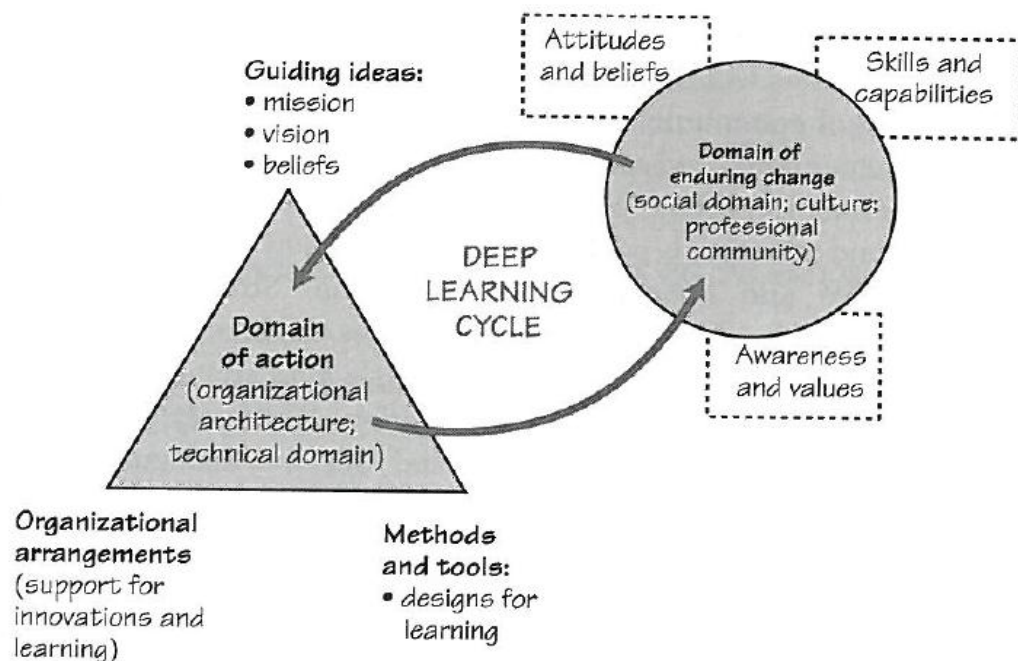 Guiding ideas:
• mission
• vision
• beliefs
Attitudes
and beliefs
Skills and
capabilities
Domain of
enduring change
(social domain; culture;
professional
community)
DEEP
LEARNING
CYCLE
Domain
of action
(organizational
architecture;
technical domain)
Awareness
and values
Organizational
arrangements
(support for
innovations and
learning)
Methods
and tools:
• designs for
learning